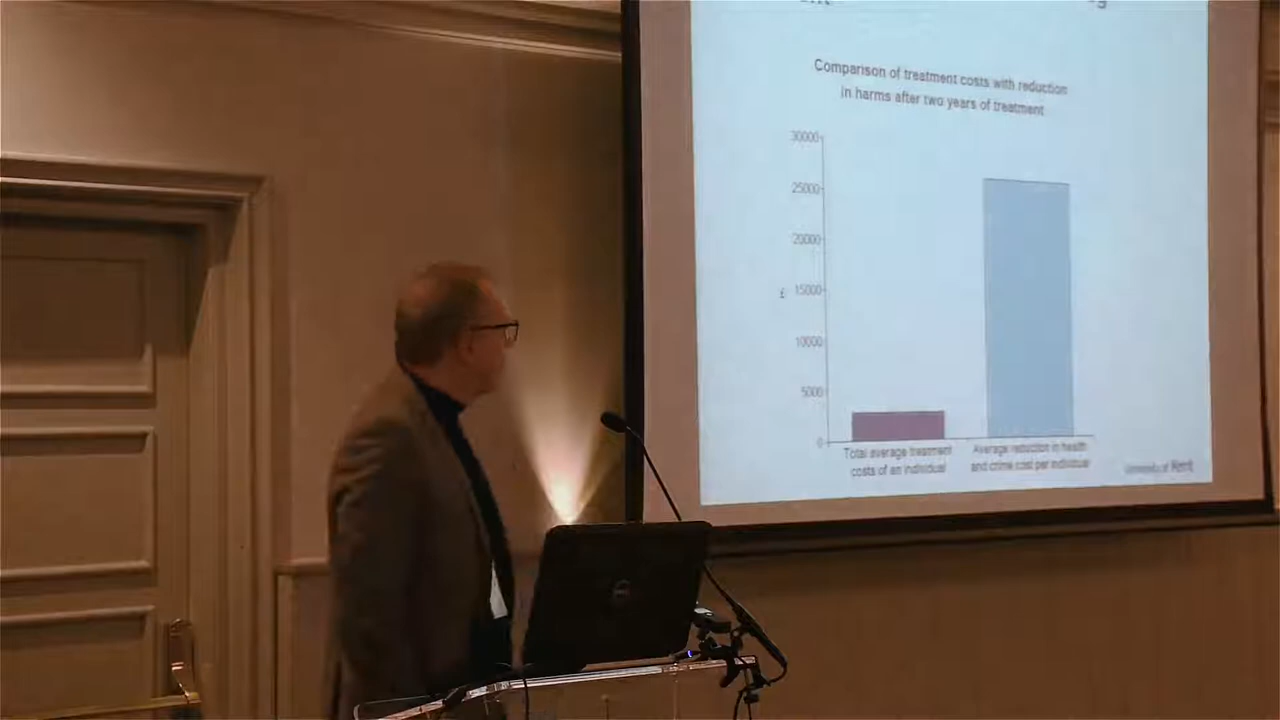 Comparison of treatment costs with reduction
in harms after two years of treatment
30000
25000
20000
£ 15000
10000
5000
0
Total average treatment
costs of an individual
Average reduction in health
and crime cost per individual
University of Kent
DELL